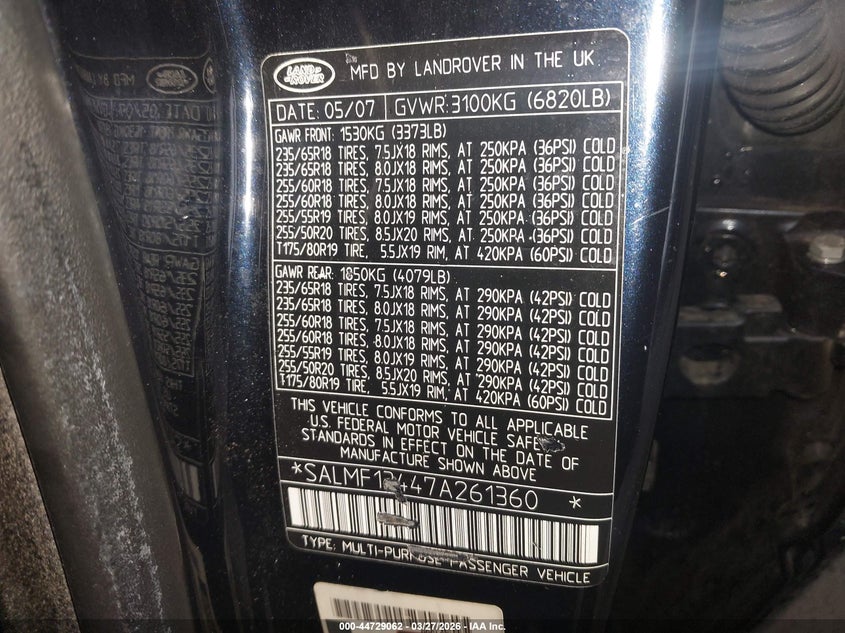 LAND ROVER
MFD BY LANDROVER IN THE UK
DATE: 05/07 GVWR:3100KG (6820LB)
GAWR FRONT: 1530KG (3373LB)
235/65R18 TIRES, 7.5JX18 RIMS, AT 250KPA (36PSI) COLD
235/65R18 TIRES, 8.0JX18 RIMS, AT 250KPA (36PSI) COLD
255/60R18 TIRES, 7.5JX18 RIMS, AT 250KPA (36PSI) COLD
255/60R18 TIRES, 8.0JX18 RIMS, AT 250KPA (36PSI) COLD
255/55R19 TIRES, 8.0JX19 RIMS, AT 250KPA (36PSI) COLD
255/50R20 TIRES, 8.5JX20 RIMS, AT 250KPA (36PSI) COLD
T175/80R19 TIRE, 5.5JX19 RIM, AT 420KPA (60PSI) COLD
GAWR REAR: 1850KG (4079LB)
235/65R18 TIRES, 7.5JX18 RIMS, AT 290KPA (42PSI) COLD
235/65R18 TIRES, 8.0JX18 RIMS, AT 290KPA (42PSI) COLD
255/60R18 TIRES, 7.5JX18 RIMS, AT 290KPA (42PSI) COLD
255/60R18 TIRES, 8.0JX18 RIMS, AT 290KPA (42PSI) COLD
255/55R19 TIRES, 8.0JX19 RIMS, AT 290KPA (42PSI) COLD
255/50R20 TIRES, 8.5JX20 RIMS, AT 290KPA (42PSI) COLD
T175/80R19 TIRE, 5.5JX19 RIM, AT 420KPA (60PSI) COLD
THIS VEHICLE CONFORMS TO ALL APPLICABLE
U.S. FEDERAL MOTOR VEHICLE SAFETY
STANDARDS IN EFFECT ON THE DATE OF
MANUFACTURE SHOWN ABOVE
*SALMF13447A261360 *
TYPE: MULTI-PURPOSE PASSENGER VEHICLE
000-44729062 - 03/27/2026 - IAA Inc.